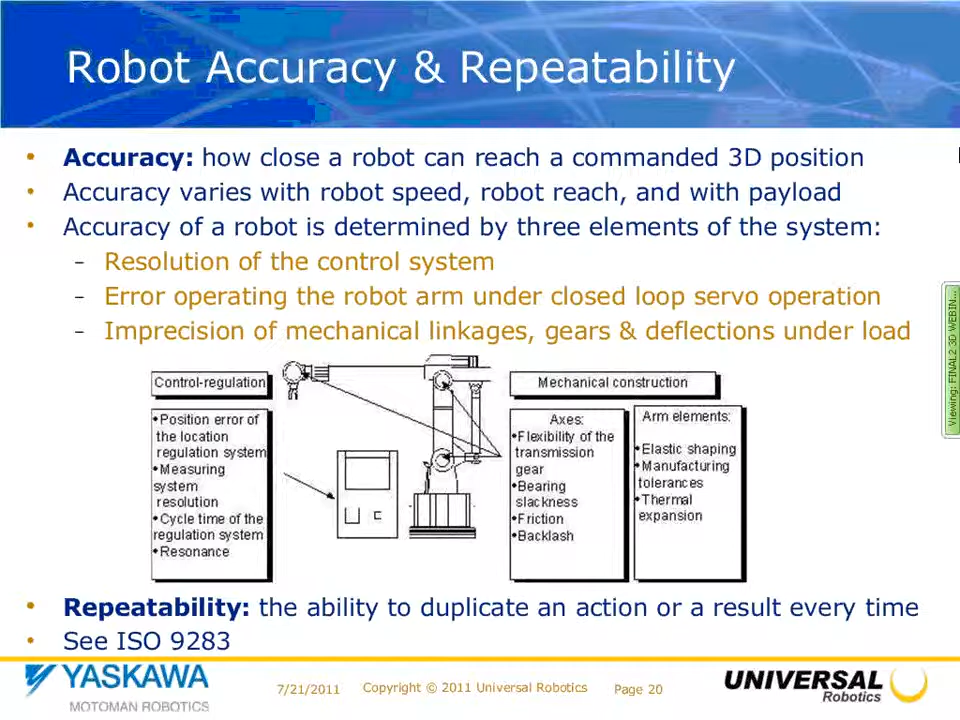 Robot Accuracy & Repeatability
• Accuracy: how close a robot can reach a commanded 3D position
• Accuracy varies with robot speed, robot reach, and with payload
• Accuracy of a robot is determined by three elements of the system:
– Resolution of the control system
– Error operating the robot arm under closed loop servo operation
– Imprecision of mechanical linkages, gears & deflections under load
Control-regulation
•Position error of
the location
regulation system
•Measuring
system
resolution
•Cycle time of the
regulation system
•Resonance
Mechanical construction
Axes:
•Flexibility of the
transmission
gear
•Bearing
slackness
•Friction
•Backlash
Arm elements:
•Elastic shaping
•Manufacturing
tolerances
•Thermal
expansion
• Repeatability: the ability to duplicate an action or a result every time
• See ISO 9283
YASKAWA
MOTOMAN ROBOTICS
7/21/2011
Copyright © 2011 Universal Robotics
Page 20
UNIVERSAL
Robotics
Viewing: FINAL2 3D WEBIN...